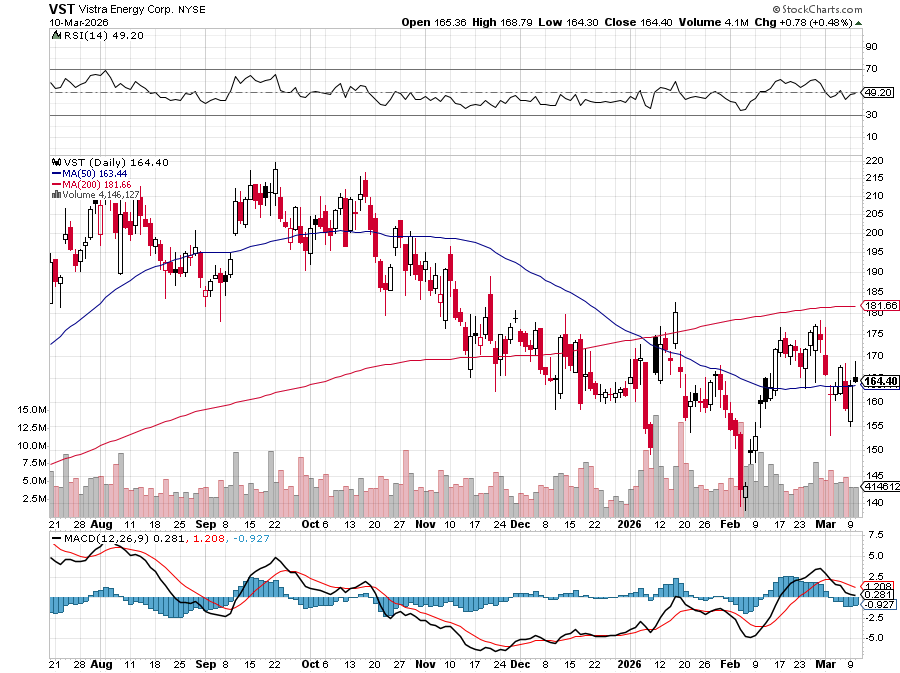 VST Vistra Energy Corp. NYSE
© StockCharts.com
10-Mar-2026
Open 165.36 High 168.79 Low 164.30 Close 164.40 Volume 4.1M Chg +0.78 (+0.48%)
RSI(14) 49.20
90
70
49.20
30
10
VST (Daily) 164.40
MA(50) 163.44
MA(200) 181.66
Volume 4,146,127
220
215
210
205
200
195
190
185
181.66
180
175
170
164.40
160
155
150
145
4146127
140
15.0M
12.5M
10.0M
7.5M
5.0M
2.5M
21 28 Aug 11 18 25 Sep 8 15 22 Oct 6 13 20 27 Nov 10 17 24 Dec 8 15 22 2026 12 20 26 Feb 9 17 23 Mar 9
MACD(12,26,9) 0.281, 1.208, -0.927
7.5
5.0
2.5
1.208
0.281
-0.927
-2.5
-5.0
21 28 Aug 11 18 25 Sep 8 15 22 Oct 6 13 20 27 Nov 10 17 24 Dec 8 15 22 2026 12 20 26 Feb 9 17 23 Mar 9